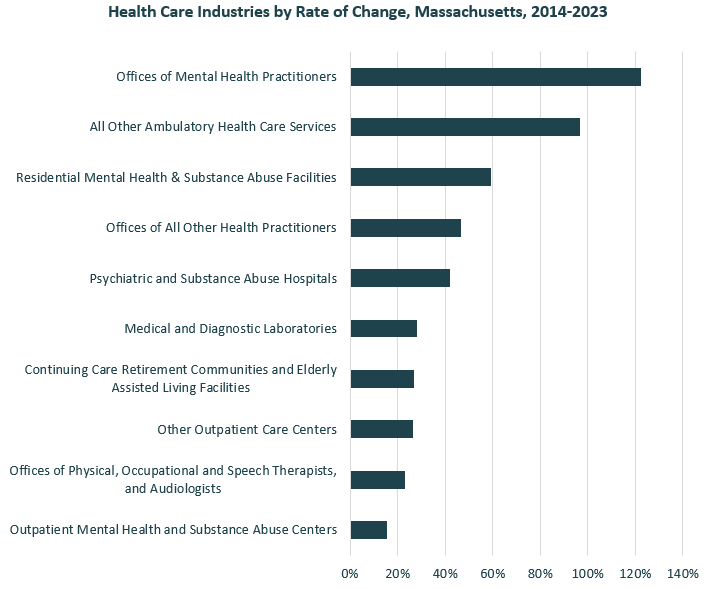 Health Care Industries by Rate of Change, Massachusetts, 2014-2023
Offices of Mental Health Practitioners
All Other Ambulatory Health Care Services
Residential Mental Health & Substance Abuse Facilities
Offices of All Other Health Practitioners
Psychiatric and Substance Abuse Hospitals
Medical and Diagnostic Laboratories
Continuing Care Retirement Communities and Elderly
Assisted Living Facilities
Other Outpatient Care Centers
Offices of Physical, Occupational and Speech Therapists,
and Audiologists
Outpatient Mental Health and Substance Abuse Centers
0% 20% 40% 60% 80% 100% 120% 140%